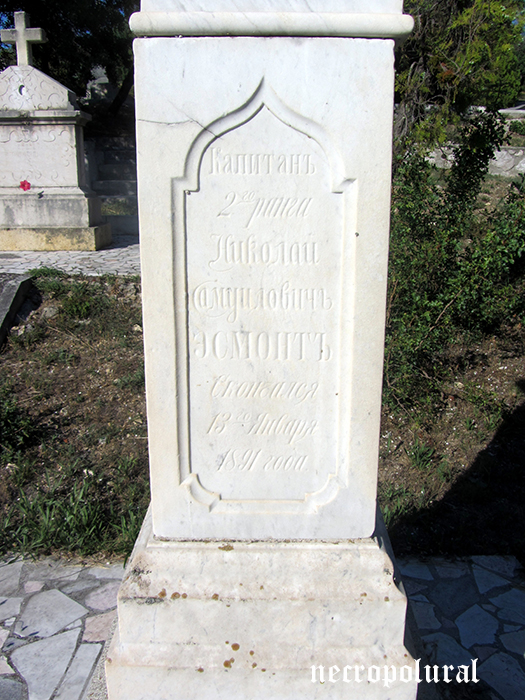 Капитанъ
2го ранга
Николай
Самуиловичъ
ЭСМОНТЪ
Скончался
13го Января
1891 года
necropolural